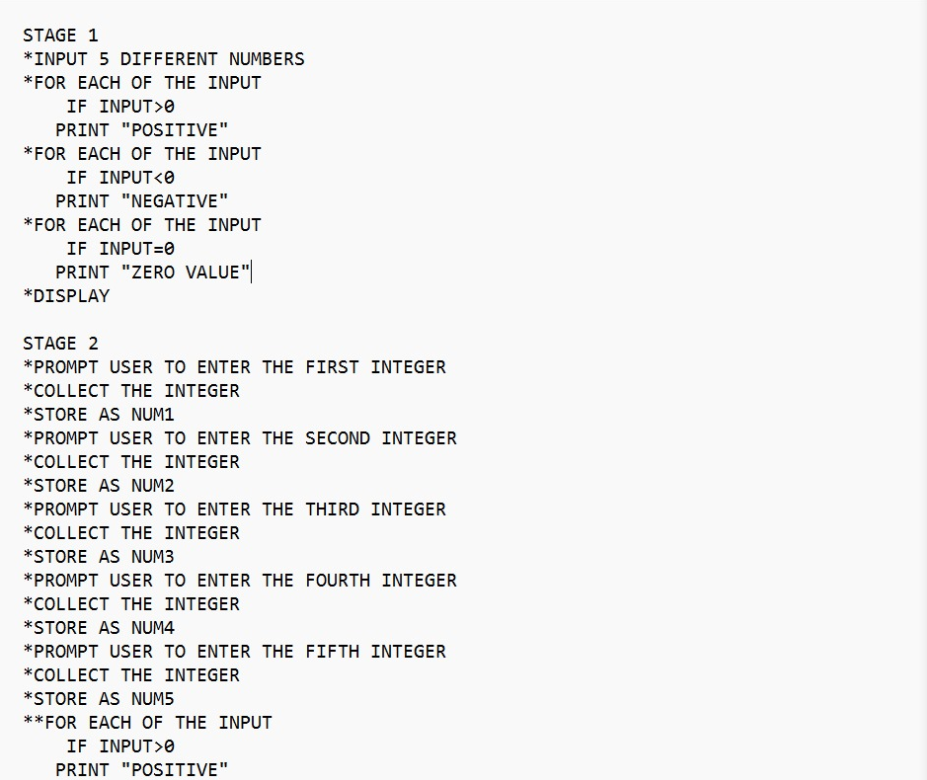 STAGE 1
*INPUT 5 DIFFERENT NUMBERS
*FOR EACH OF THE INPUT
    IF INPUT>0
   PRINT "POSITIVE"
*FOR EACH OF THE INPUT
    IF INPUT<0
   PRINT "NEGATIVE"
*FOR EACH OF THE INPUT
    IF INPUT=0
   PRINT "ZERO VALUE"
*DISPLAY

STAGE 2
*PROMPT USER TO ENTER THE FIRST INTEGER
*COLLECT THE INTEGER
*STORE AS NUM1
*PROMPT USER TO ENTER THE SECOND INTEGER
*COLLECT THE INTEGER
*STORE AS NUM2
*PROMPT USER TO ENTER THE THIRD INTEGER
*COLLECT THE INTEGER
*STORE AS NUM3
*PROMPT USER TO ENTER THE FOURTH INTEGER
*COLLECT THE INTEGER
*STORE AS NUM4
*PROMPT USER TO ENTER THE FIFTH INTEGER
*COLLECT THE INTEGER
*STORE AS NUM5
**FOR EACH OF THE INPUT
    IF INPUT>0
   PRINT "POSITIVE"